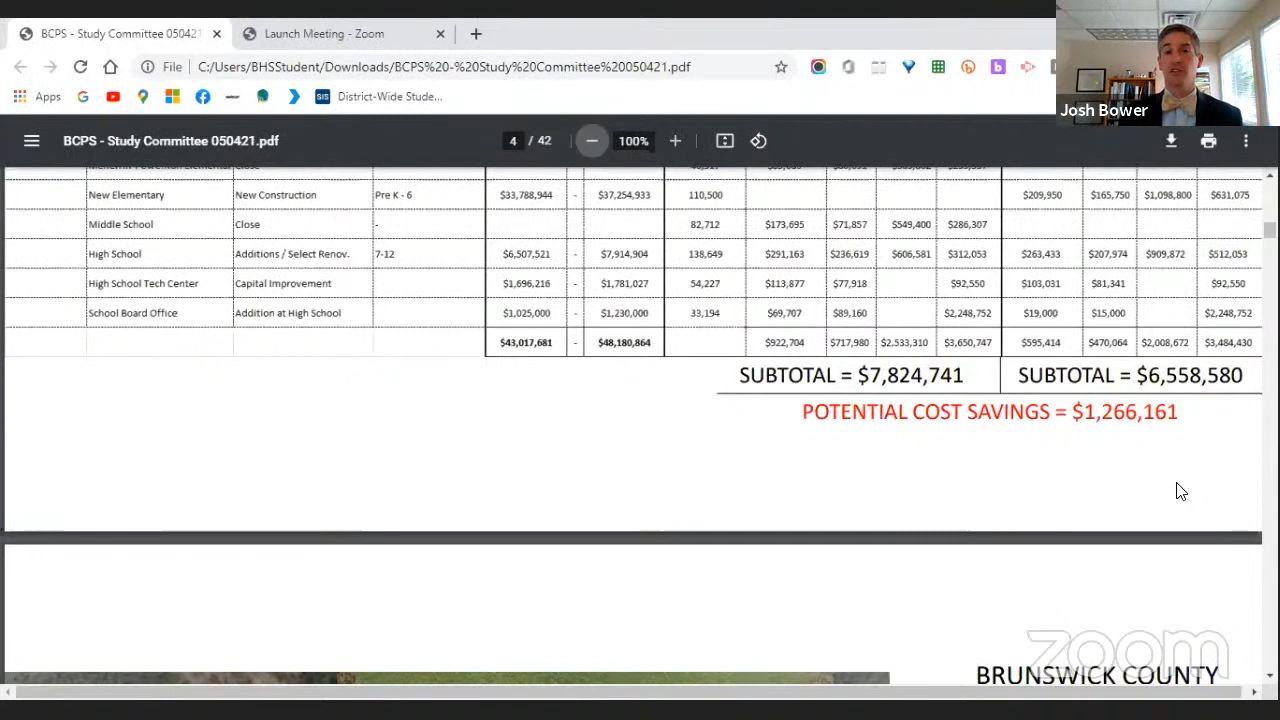 BCPS - Study Committee 050421
Launch Meeting - Zoom
File C:/Users/BHSStudent/Downloads/BCPS%20-%20Study%20Committee%20050421.pdf
Apps SIS District-Wide Stude...
Josh Bower
BCPS - Study Committee 050421.pdf 4 / 42 100%
New Elementary New Construction Pre K - 6 $33,788,944 - $37,254,933 110,500 $209,950 $165,750 $1,098,800 $631,075
Middle School Close - 82,712 $173,695 $71,857 $549,400 $286,307
High School Additions / Select Renov. 7-12 $6,507,521 - $7,914,904 138,649 $291,163 $236,619 $606,581 $312,053 $263,433 $207,974 $909,872 $512,053
High School Tech Center Capital Improvement $1,696,216 - $1,781,027 54,227 $113,877 $77,918 $92,550 $103,031 $81,341 $92,550
School Board Office Addition at High School $1,025,000 - $1,230,000 33,194 $69,707 $89,160 $2,248,752 $19,000 $15,000 $2,248,752
$43,017,681 - $48,180,864 $922,704 $717,980 $2,533,310 $3,650,747 $595,414 $470,064 $2,008,672 $3,484,430
SUBTOTAL = $7,824,741 SUBTOTAL = $6,558,580
POTENTIAL COST SAVINGS = $1,266,161
zoom
BRUNSWICK COUNTY